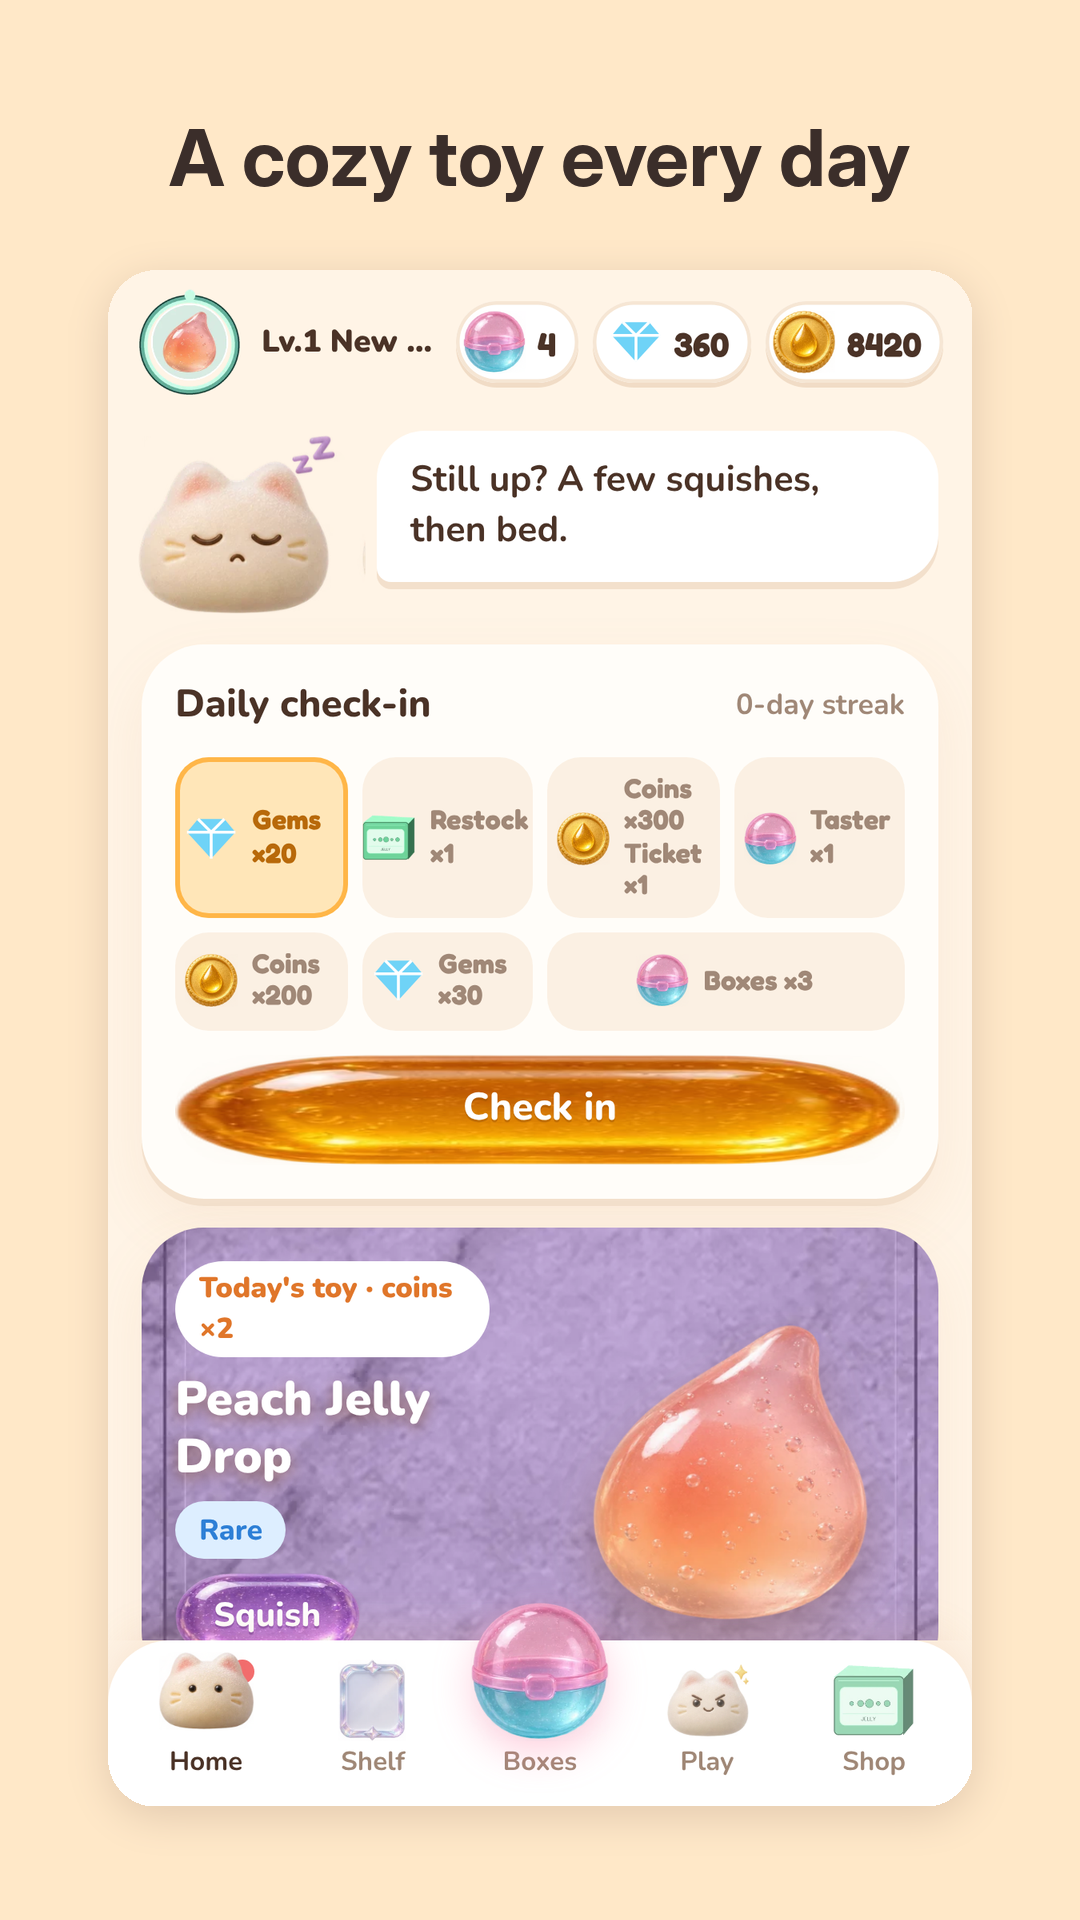 A cozy toy every day
Lv.1 New ...
4
360
8420
z z
Still up? A few squishes,
then bed.
Daily check-in
0-day streak
Gems
×20
Restock
×1
Coins
×300
Ticket
×1
Taster
×1
Coins
×200
Gems
×30
Boxes ×3
Check in
Today's toy · coins
×2
Peach Jelly
Drop
Rare
Squish
Home
Shelf
Boxes
Play
JELLY
Shop